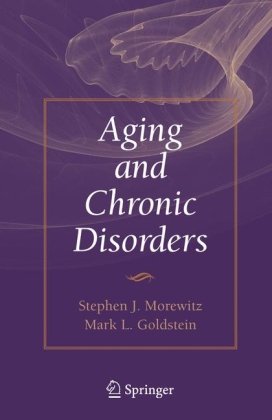 Aging
and
Chronic
Disorders
Stephen J. Morewitz
Mark L. Goldstein
Springer